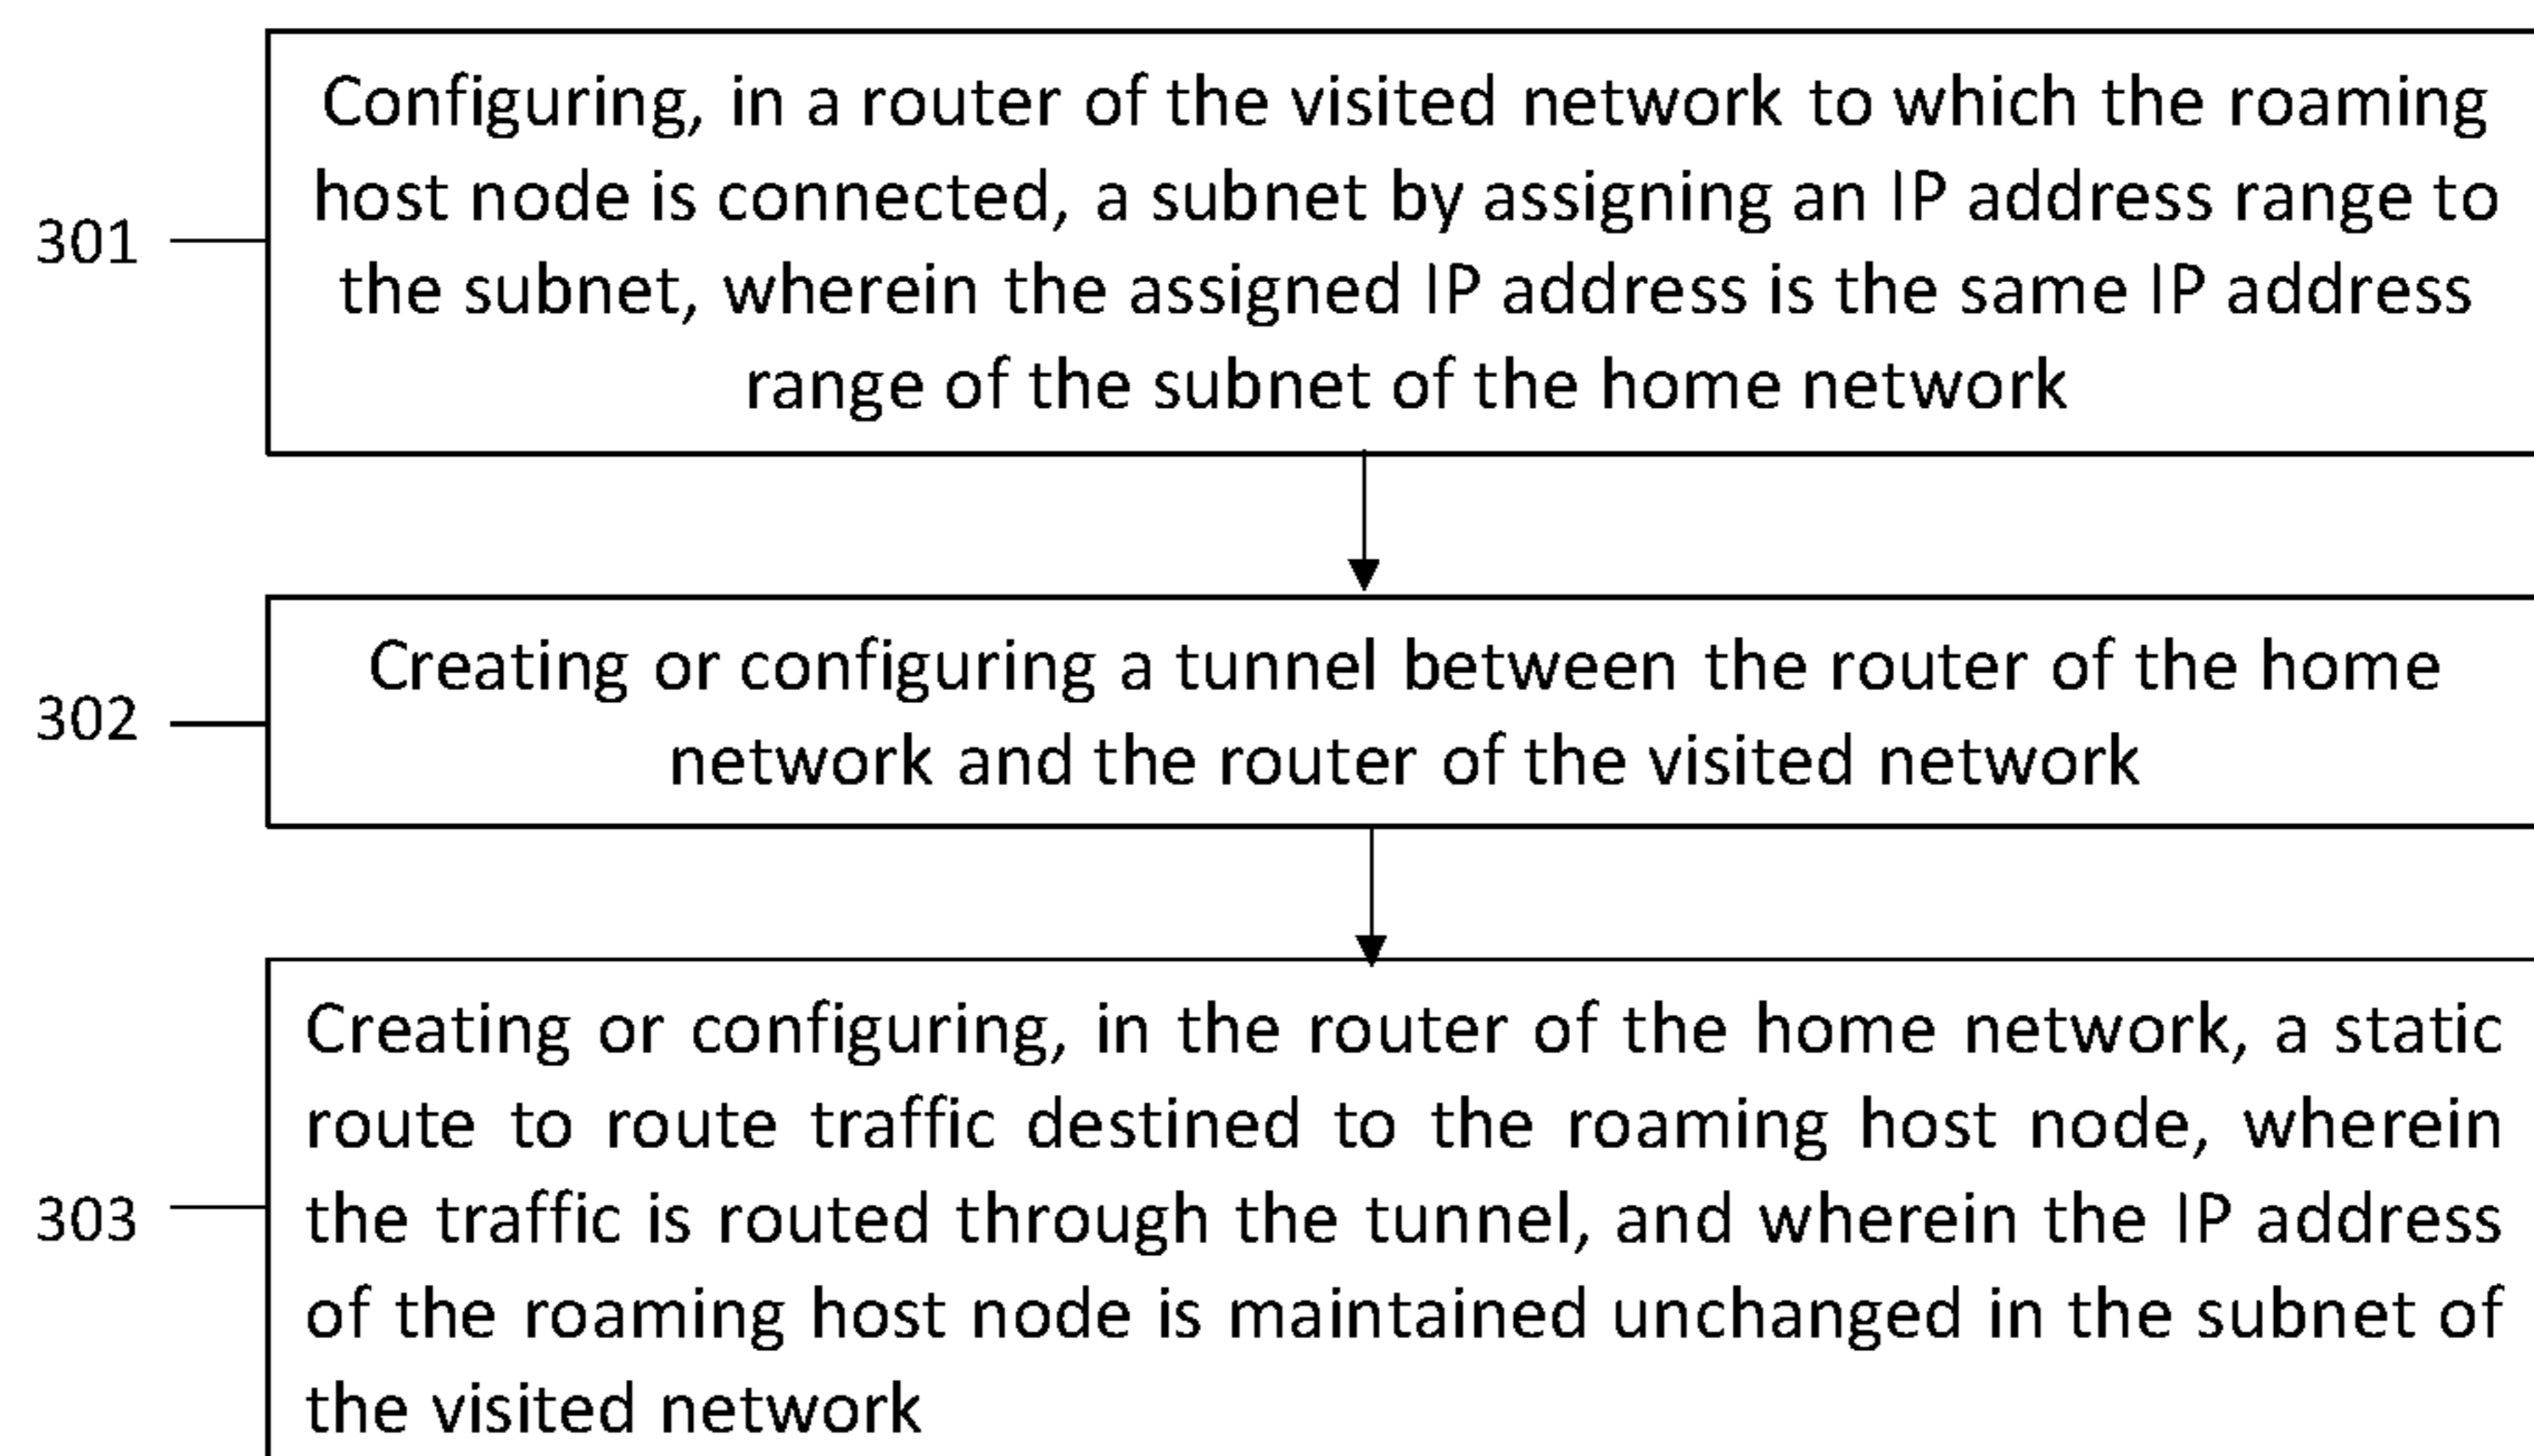 Configuring, in a router of the visited network to which the roaming
host node is connected, a subnet by assigning an IP address range to
301
the subnet, wherein the assigned IP address is the same IP address
range of the subnet of the home network
Creating or configuring a tunnel between the router of the home
302
network and the router of the visited network
Creating or configuring, in the router of the home network, a static
route to route traffic destined to the roaming host node, wherein
303
the traffic is routed through the tunnel, and wherein the IP address
of the roaming host node is maintained unchanged in the subnet of
the visited network